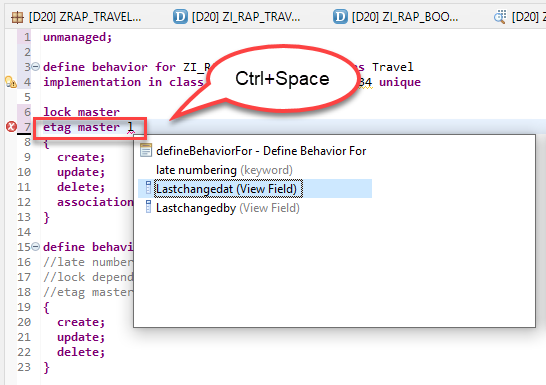 [D20] ZRAP_TRAVEL... [D20] ZI_RAP_TRAV... [D20] ZI_RAP_BOO... [D20] Z
1 unmanaged;
2
3 define behavior for ZI_R s Travel
4 implementation in class 34 unique
5
Ctrl+Space
6 lock master
7 etag master l
8 {
9 create;
10 update;
11 delete;
12 association
13 }
14
defineBehaviorFor - Define Behavior For
late numbering (keyword)
Lastchangedat (View Field)
Lastchangedby (View Field)
15 define behavi
16 //late number
17 //lock depend
18 //etag master
19 {
20 create;
21 update;
22 delete;
23 }